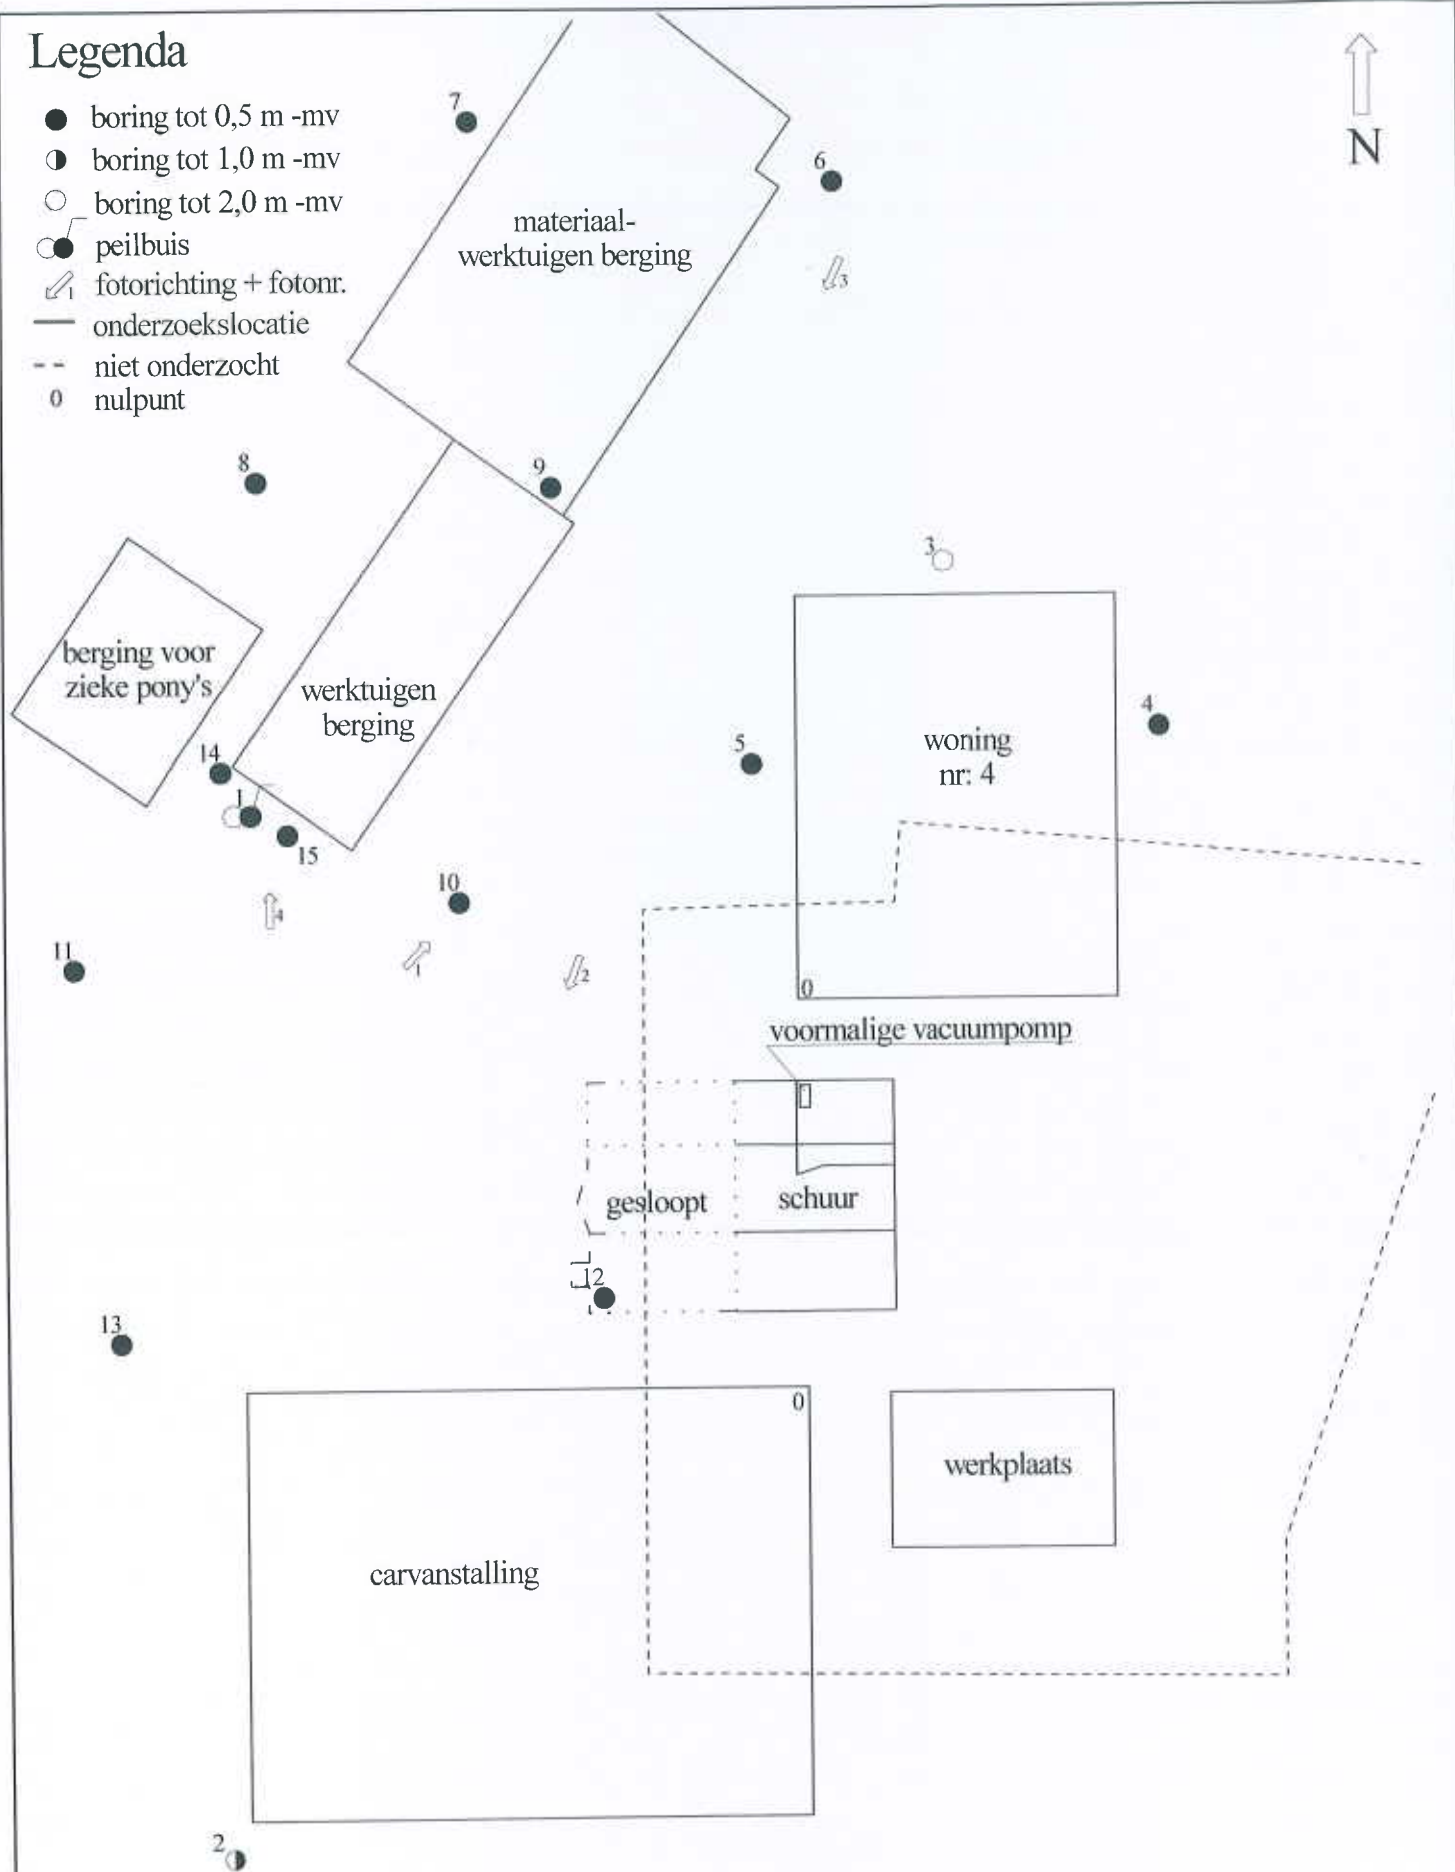 Legenda
boring tot 0,5 m -mv
boring tot 1,0 m -mv
boring tot 2,0 m -mv
peilbuis
1 fotorichting + fotonr.
onderzoekslocatie
niet onderzocht
0 nulpunt
N
7
6
materiaal-
werktuigen berging
3
8
9
3
berging voor
zieke pony's
werktuigen
berging
4
5
woning
nr: 4
14
1
15
10
4
11
1
2
0
voormalige vacuumpomp
gesloopt
schuur
12
13
0
werkplaats
carvanstalling
2